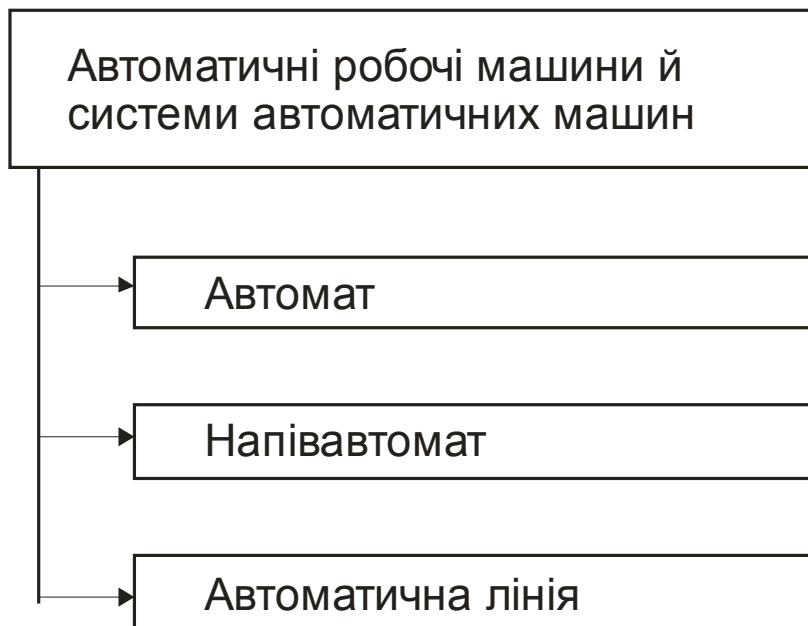 Автоматичні робочі машини й
системи автоматичних машин
Автомат
Напівавтомат
Автоматична лінія